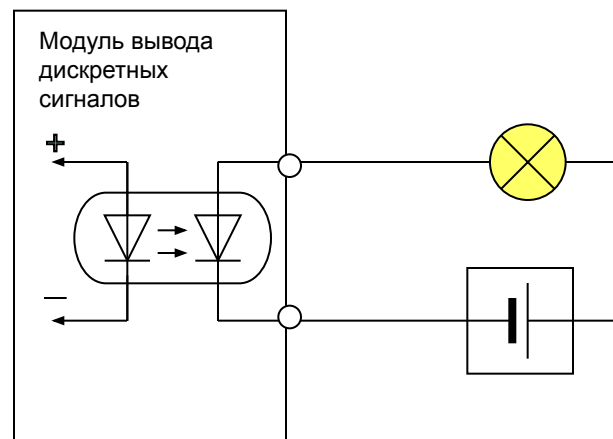 Модуль вывода
дискретных
сигналов
+
—